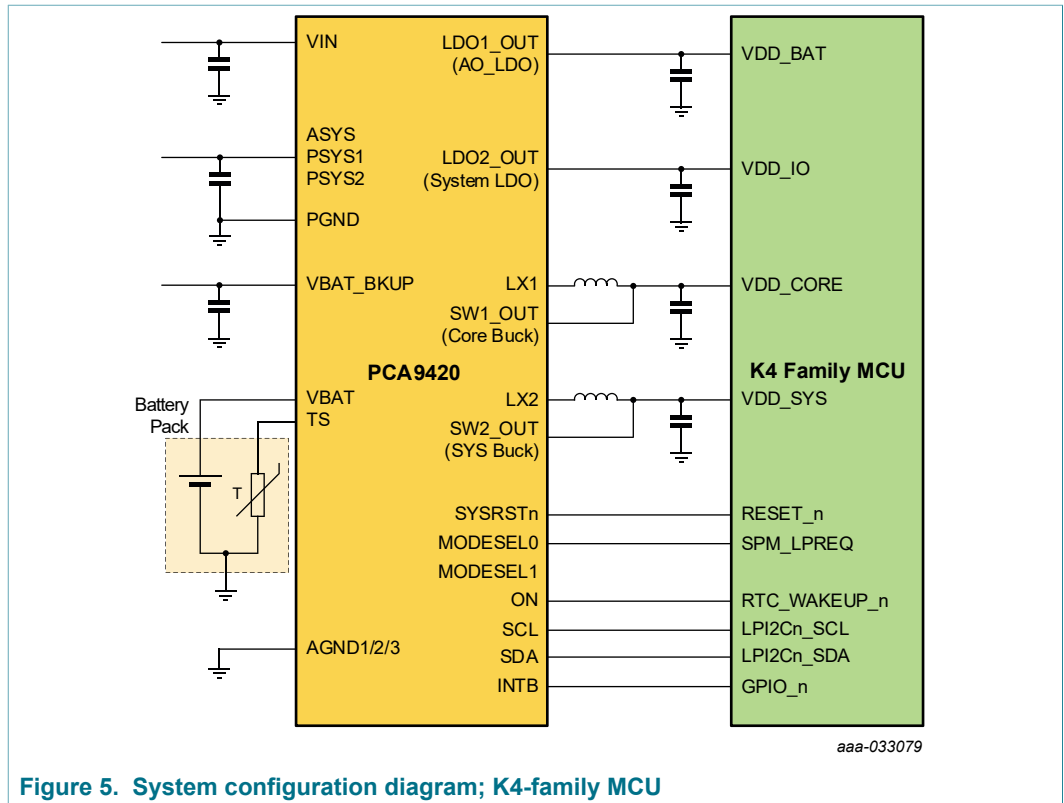 VIN
ASYS
PSYS1
PSYS2
PGND
VBAT_BKUP
Battery
Pack
T
VBAT
TS
AGND1/2/3
PCA9420
LDO1_OUT
(AO_LDO)
LDO2_OUT
(System LDO)
LX1
SW1_OUT
(Core Buck)
LX2
SW2_OUT
(SYS Buck)
SYSRSTn
MODESEL0
MODESEL1
ON
SCL
SDA
INTB
VDD_BAT
VDD_IO
VDD_CORE
K4 Family MCU
VDD_SYS
RESET_n
SPM_LPREQ
RTC_WAKEUP_n
LPI2Cn_SCL
LPI2Cn_SDA
GPIO_n
aaa-033079
Figure 5. System configuration diagram; K4-family MCU